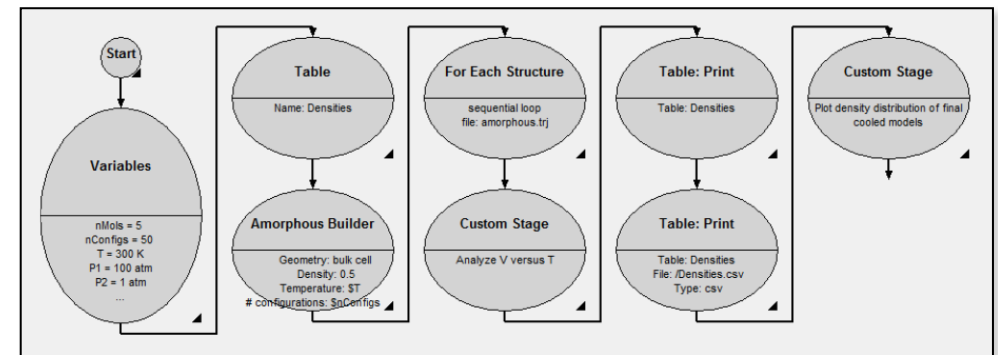 Start
Variables
nMols = 5
nConfigs = 50
T = 300 K
P1 = 100 atm
P2 = 1 atm
...
Table
Name: Densities
Amorphous Builder
Geometry: bulk cell
Density: 0.5
Temperature: $T
# configurations: $nConfigs
For Each Structure
sequential loop
file: amorphous.trj
Custom Stage
Analyze V versus T
Table: Print
Table: Densities
Table: Print
Table: Densities
File: /Densities.csv
Type: csv
Custom Stage
Plot density distribution of final
cooled models